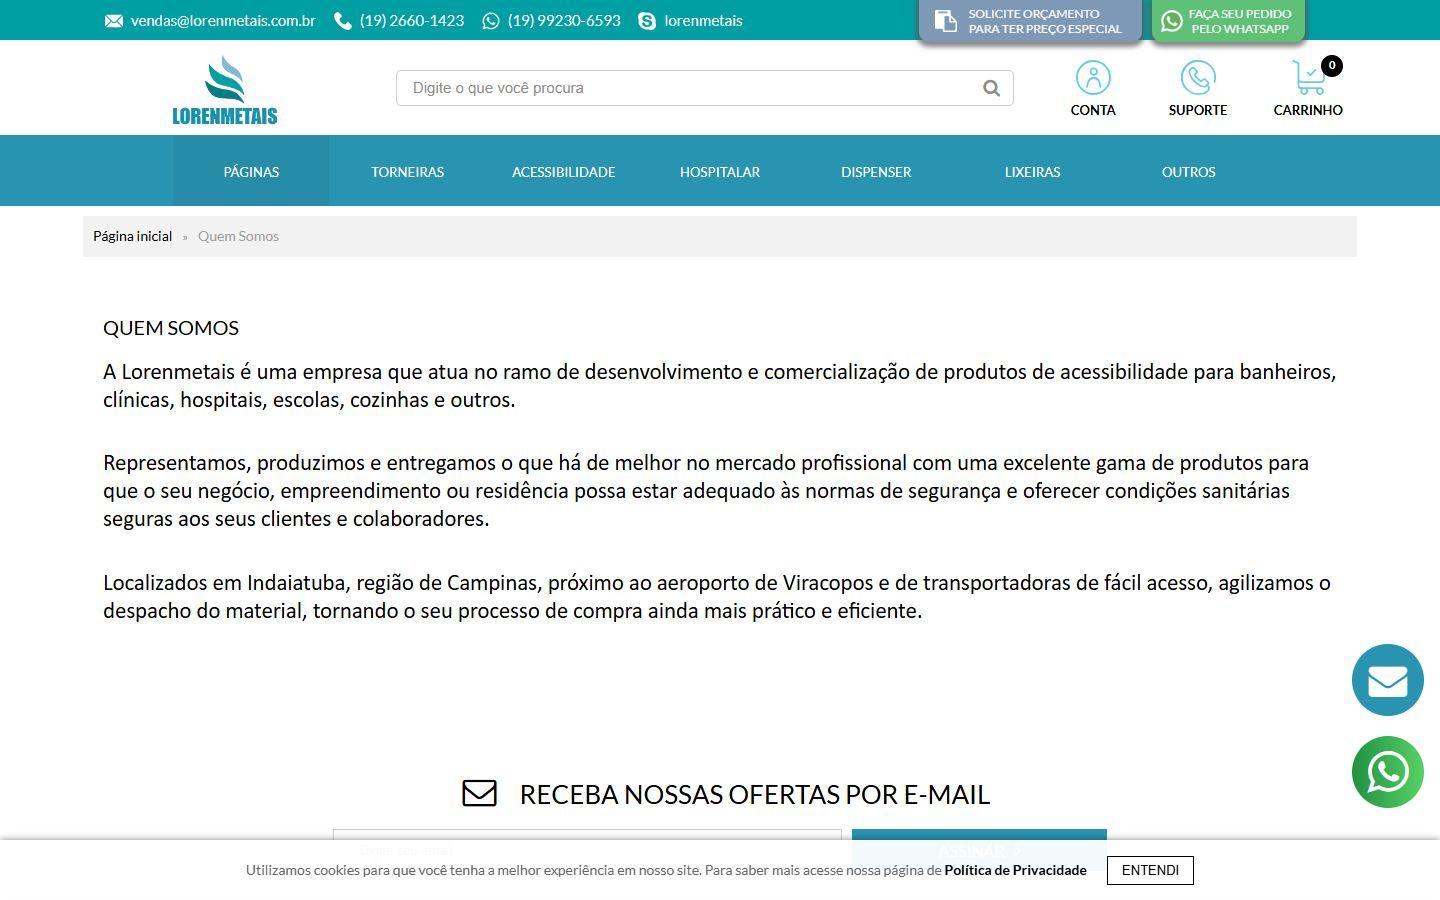 vendas@lorenmetais.com.br
(19) 2660-1423
(19) 99230-6593
lorenmetais
SOLICITE ORÇAMENTO
PARA TER PREÇO ESPECIAL
FAÇA SEU PEDIDO
PELO WHATSAPP
LORENMETAIS
Digite o que você procura
CONTA
SUPORTE
0
CARRINHO
PÁGINAS
TORNEIRAS
ACESSIBILIDADE
HOSPITALAR
DISPENSER
LIXEIRAS
OUTROS
Página inicial » Quem Somos
QUEM SOMOS
A Lorenmetais é uma empresa que atua no ramo de desenvolvimento e comercialização de produtos de acessibilidade para banheiros,
clínicas, hospitais, escolas, cozinhas e outros.
Representamos, produzimos e entregamos o que há de melhor no mercado profissional com uma excelente gama de produtos para
que o seu negócio, empreendimento ou residência possa estar adequado às normas de segurança e oferecer condições sanitárias
seguras aos seus clientes e colaboradores.
Localizados em Indaiatuba, região de Campinas, próximo ao aeroporto de Viracopos e de transportadoras de fácil acesso, agilizamos o
despacho do material, tornando o seu processo de compra ainda mais prático e eficiente.
RECEBA NOSSAS OFERTAS POR E-MAIL
ASSINAR
Utilizamos cookies para que você tenha a melhor experiência em nosso site. Para saber mais acesse nossa página de Política de Privacidade
ENTENDI